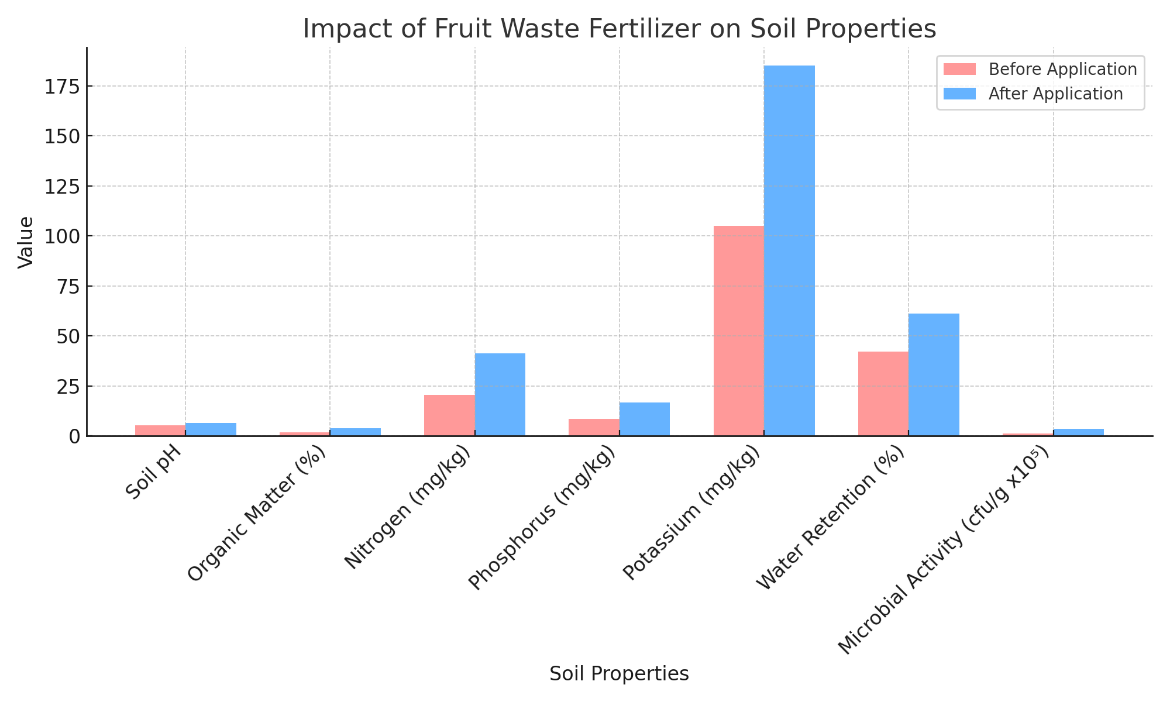 Impact of Fruit Waste Fertilizer on Soil Properties
Before Application
After Application
Value
175
150
125
100
75
50
25
0
Soil pH
Organic Matter (%)
Nitrogen (mg/kg)
Phosphorus (mg/kg)
Potassium (mg/kg)
Water Retention (%)
Microbial Activity (cfu/g x10⁵)
Soil Properties